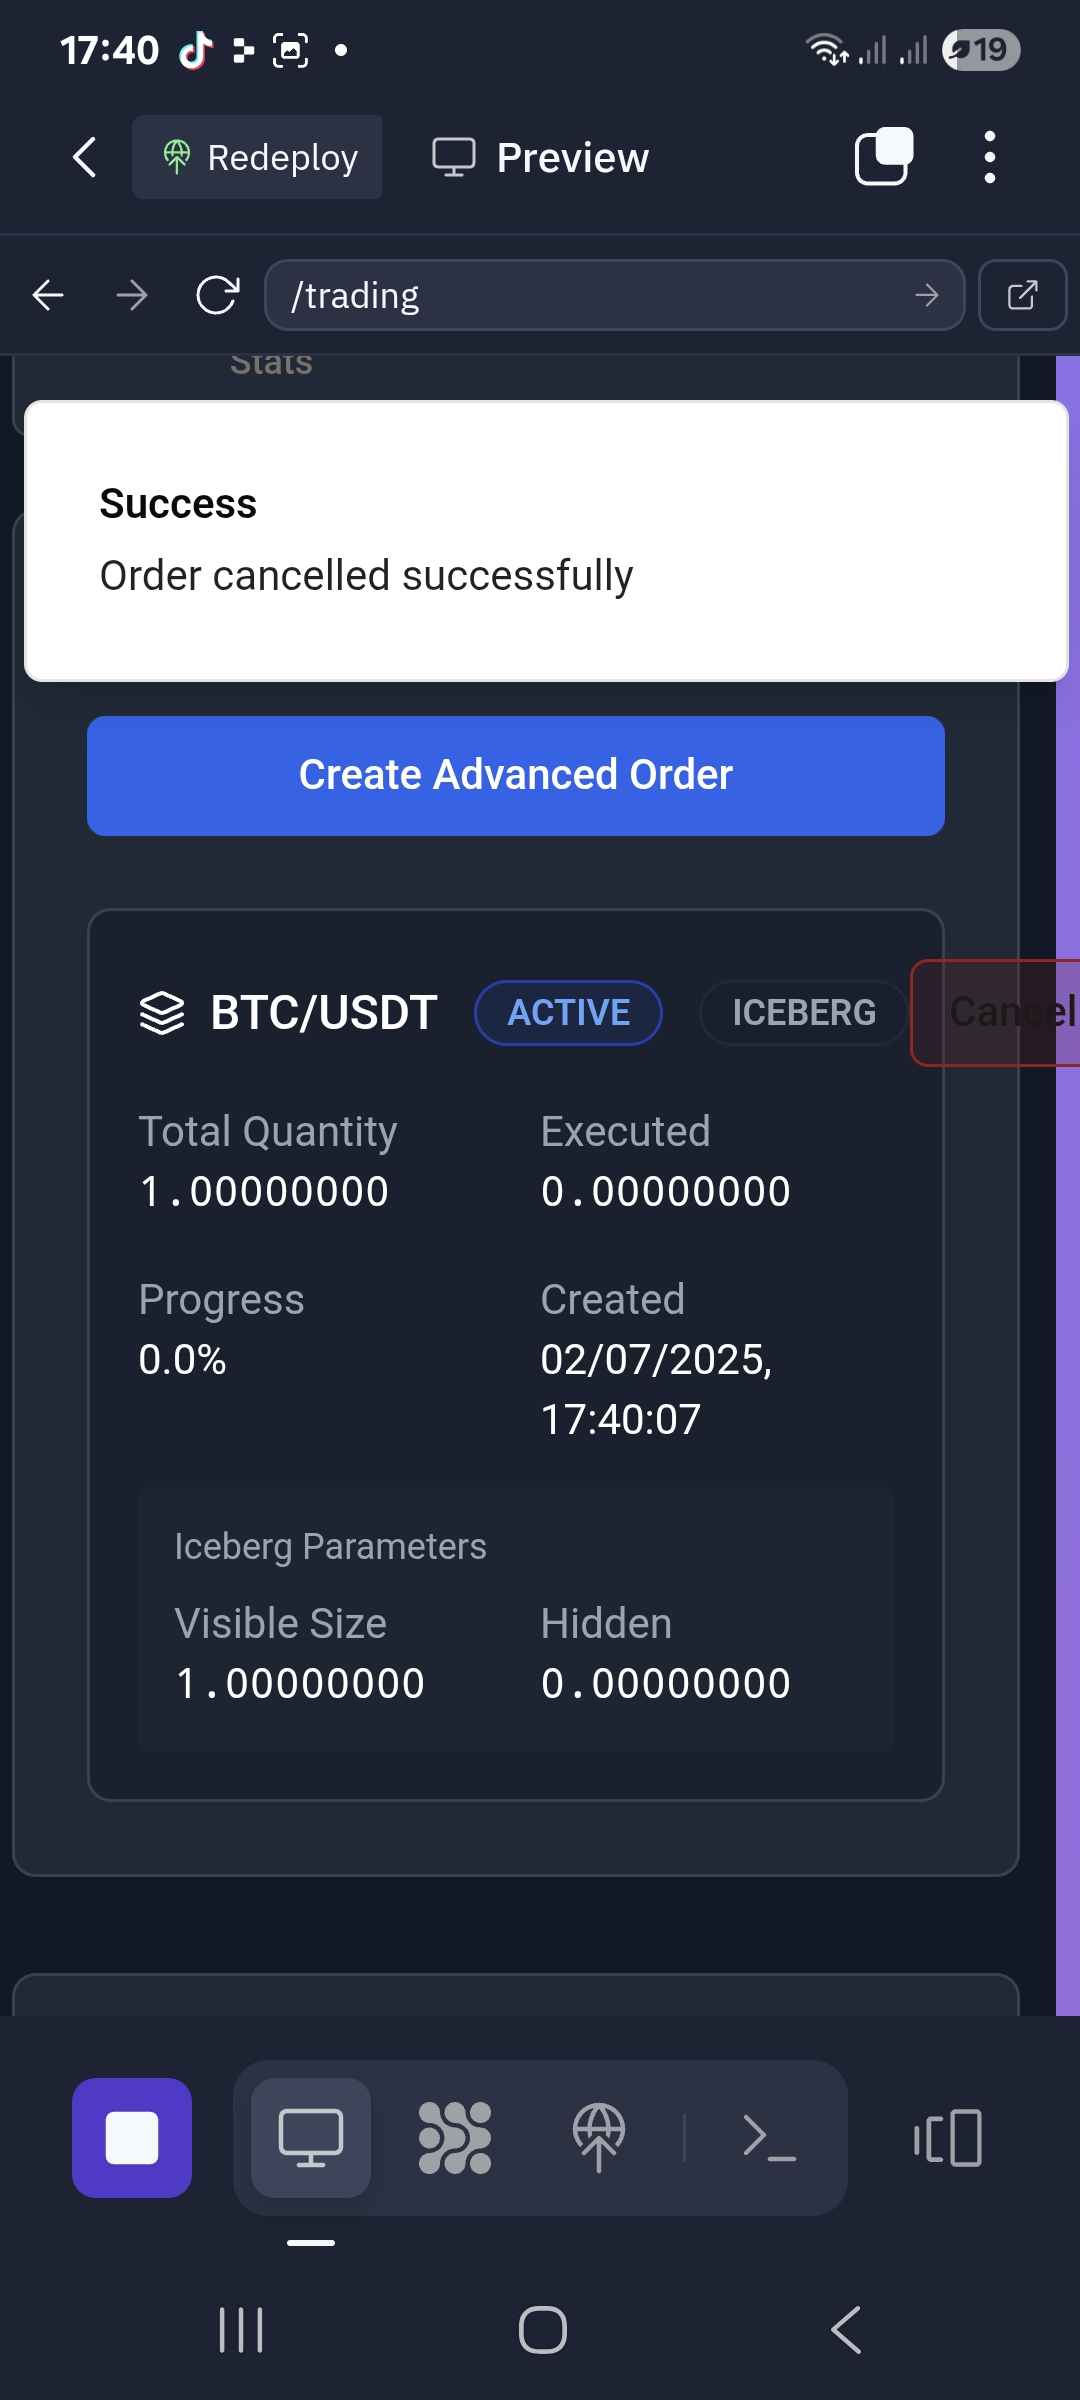 17:40
19
Redeploy
Preview
/trading
Stats
Success
Order cancelled successfully
Create Advanced Order
BTC/USDT
ACTIVE
ICEBERG
Cancel
Total Quantity
Executed
1.00000000
0.00000000
Progress
Created
0.0%
02/07/2025,
17:40:07
Iceberg Parameters
Visible Size
Hidden
1.00000000
0.00000000